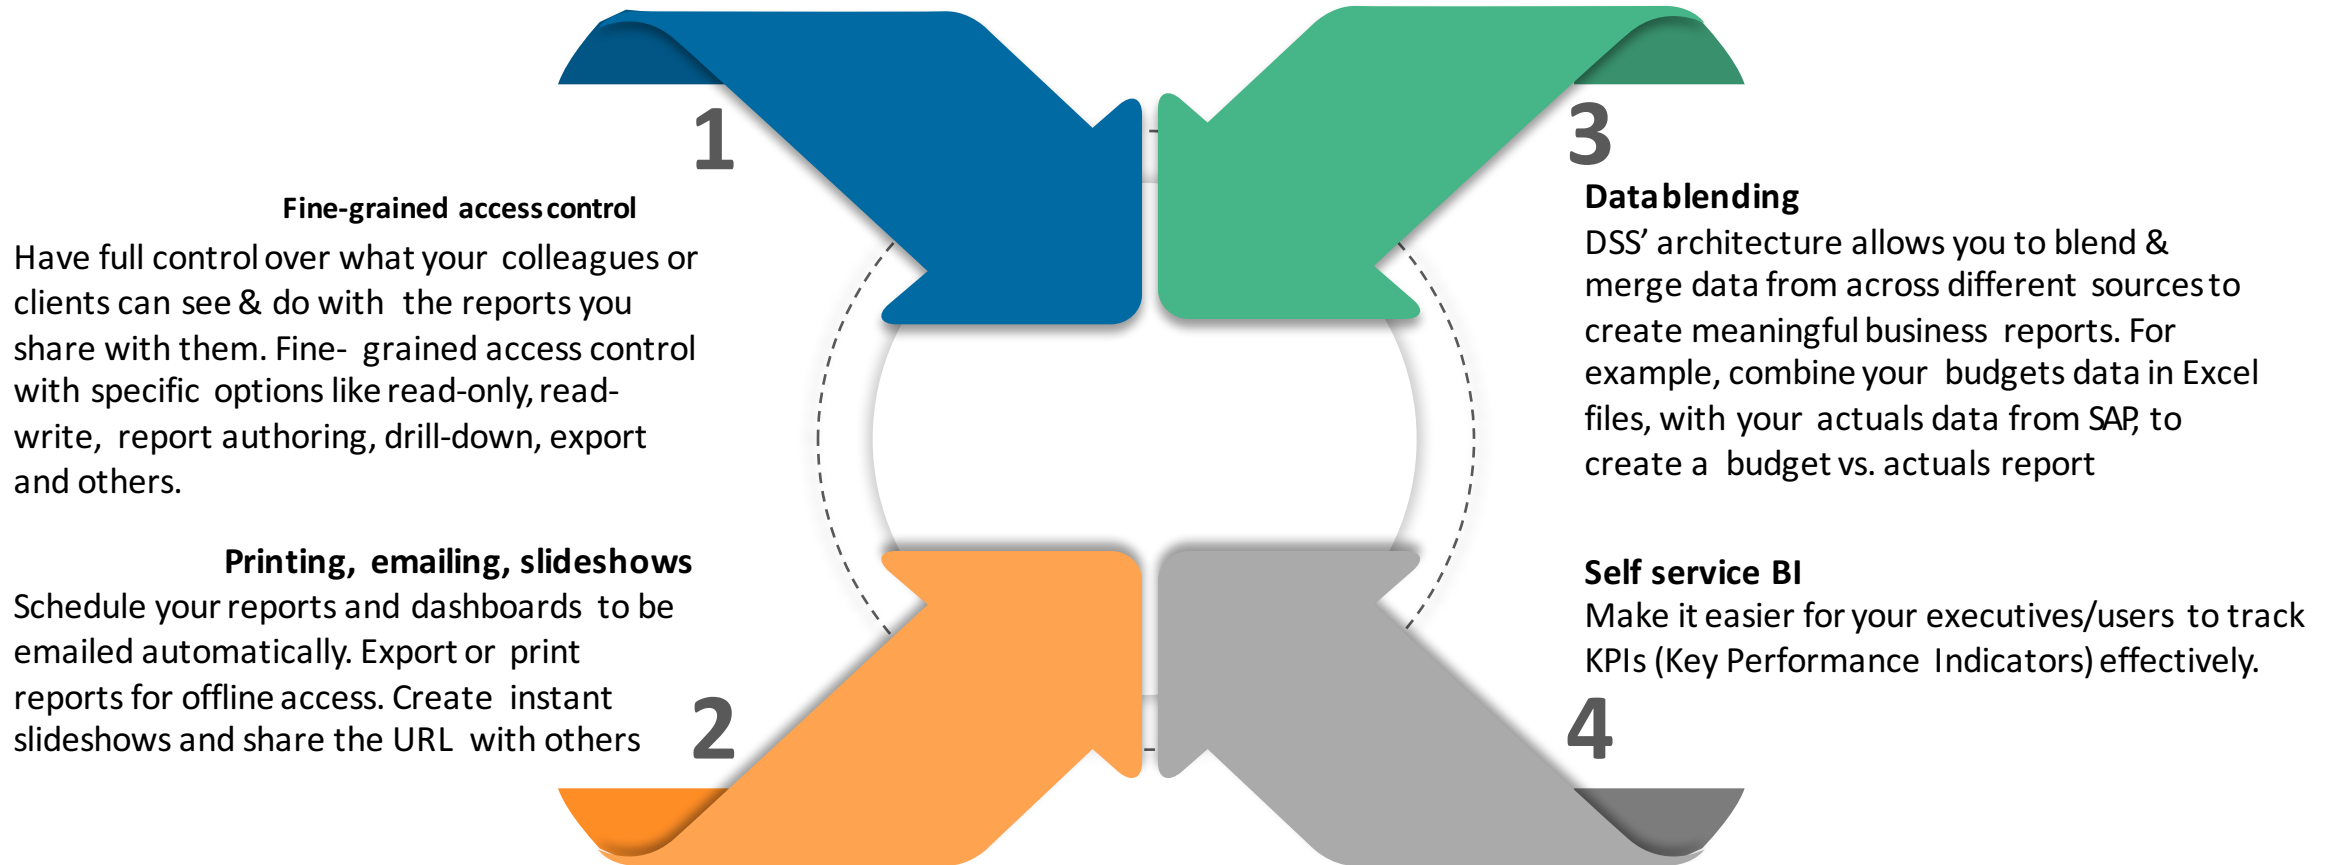 1
Fine-grained access control
Have full control over what your colleagues or
clients can see & do with the reports you
share with them. Fine- grained access control
with specific options like read-only, read-
write, report authoring, drill-down, export
and others.
Printing, emailing, slideshows
Schedule your reports and dashboards to be
emailed automatically. Export or print
reports for offline access. Create instant
slideshows and share the URL with others
2
3
Data blending
DSS’ architecture allows you to blend &
merge data from across different sources to
create meaningful business reports. For
example, combine your budgets data in Excel
files, with your actuals data from SAP, to
create a budget vs. actuals report
Self service BI
Make it easier for your executives/users to track
KPIs (Key Performance Indicators) effectively.
4